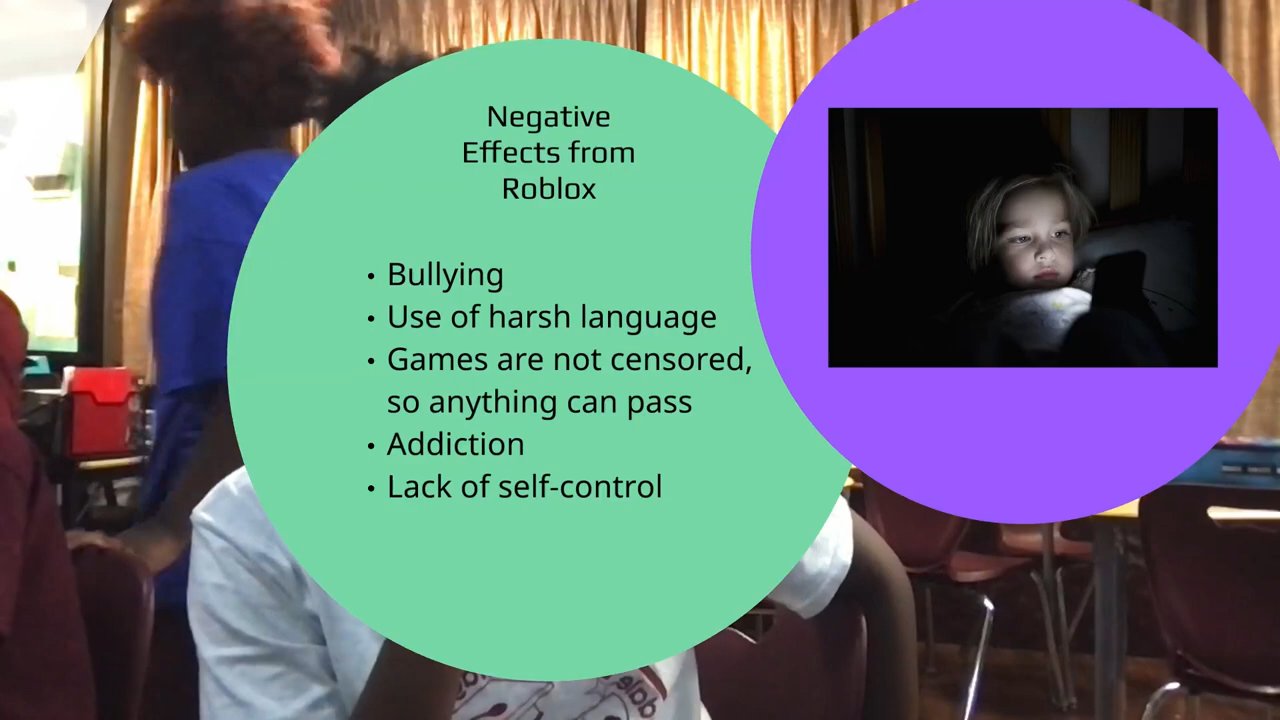 Negative
Effects from
Roblox
• Bullying
• Use of harsh language
• Games are not censored,
so anything can pass
• Addiction
• Lack of self-control